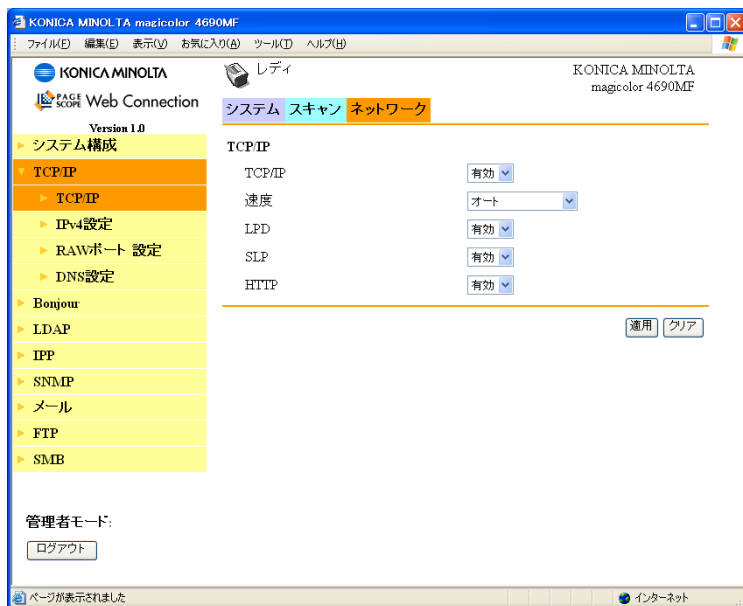 KONICA MINOLTA magicolor 4690MF
ファイル(F) 編集(E) 表示(V) お気に入り(A) ツール(T) ヘルプ(H)
KONICA MINOLTA
レディ
KONICA MINOLTA
magicolor 4690MF
PAGE SCOPE Web Connection
Version 1.0
システム スキャン ネットワーク
システム構成
TCP/IP
TCP/IP
IPv4設定
RAWポート 設定
DNS設定
Bonjour
LDAP
IPP
SNMP
メール
FTP
SMB
管理者モード:
ログアウト
TCP/IP
TCP/IP 有効
速度 オート
LPD 有効
SLP 有効
HTTP 有効
適用 クリア
ページが表示されました インターネット